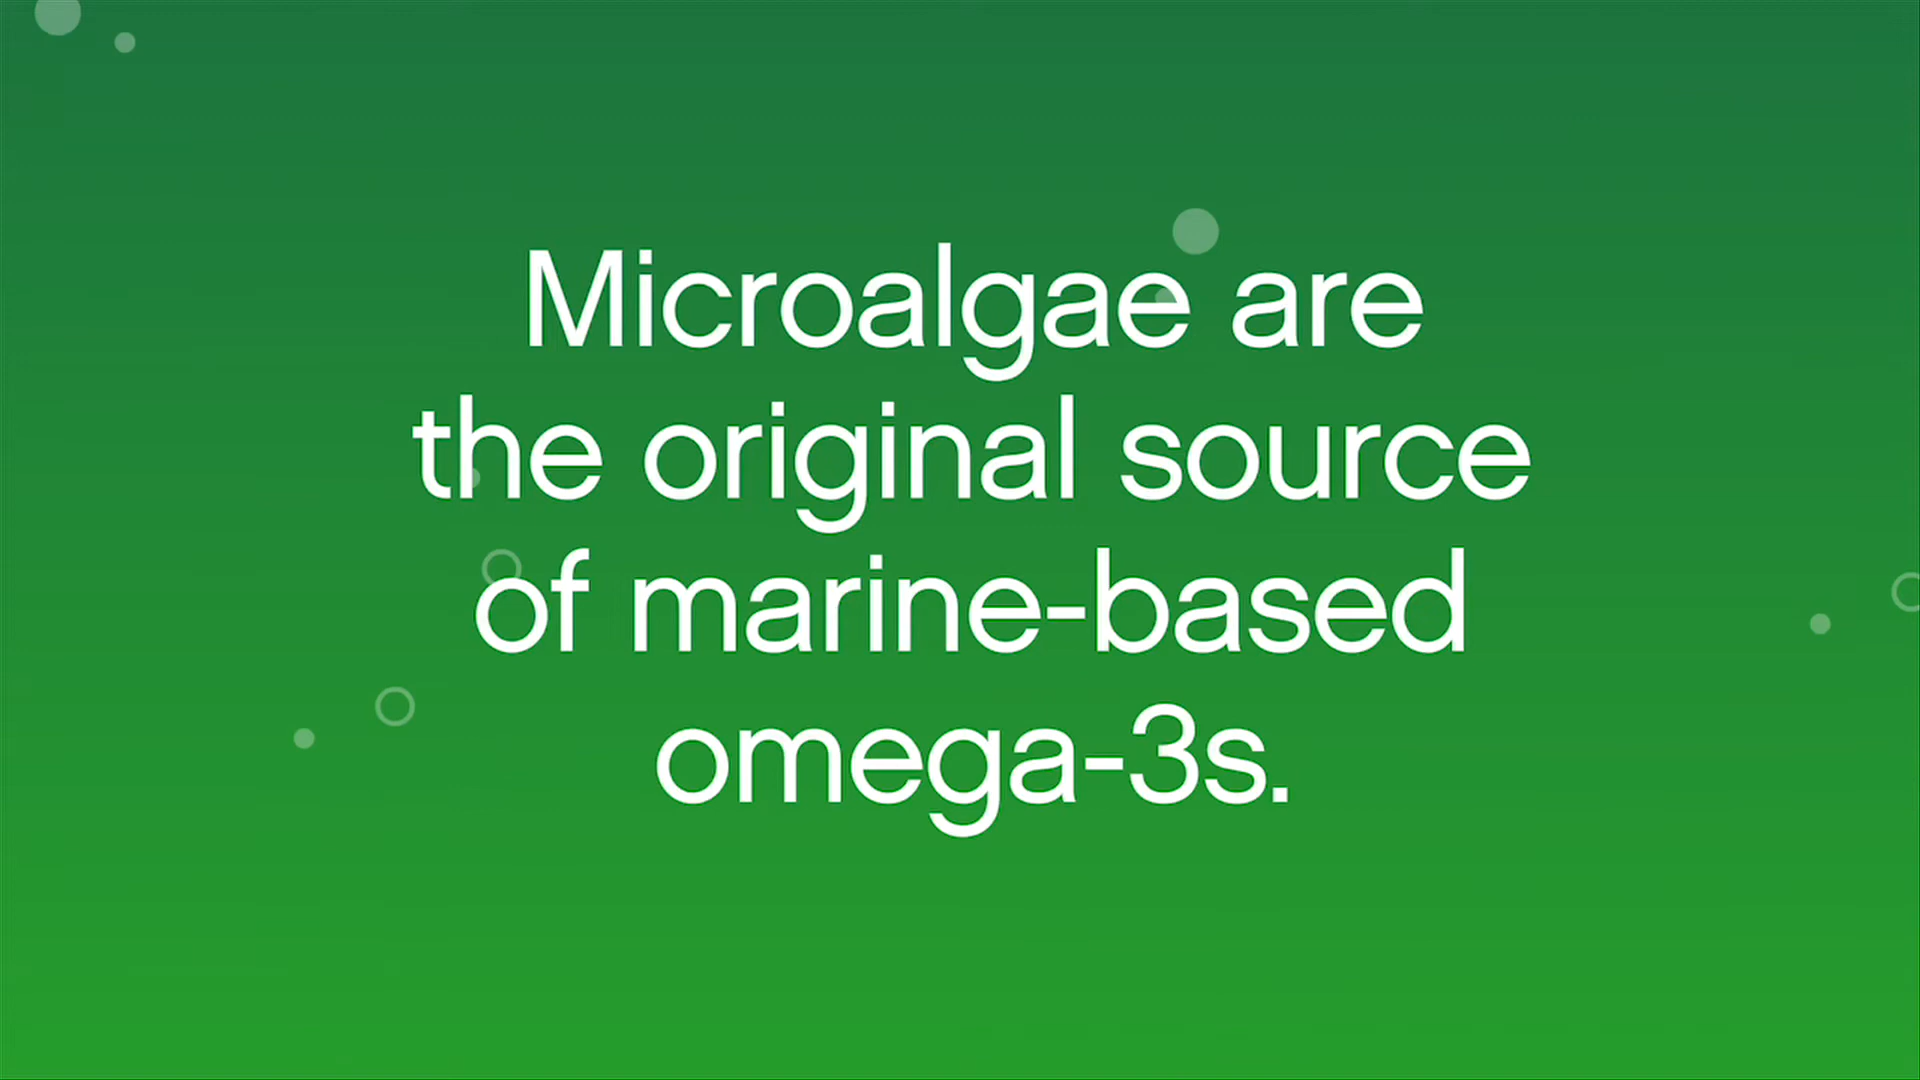 Microalgae are
the original source
of marine-based
omega-3s.